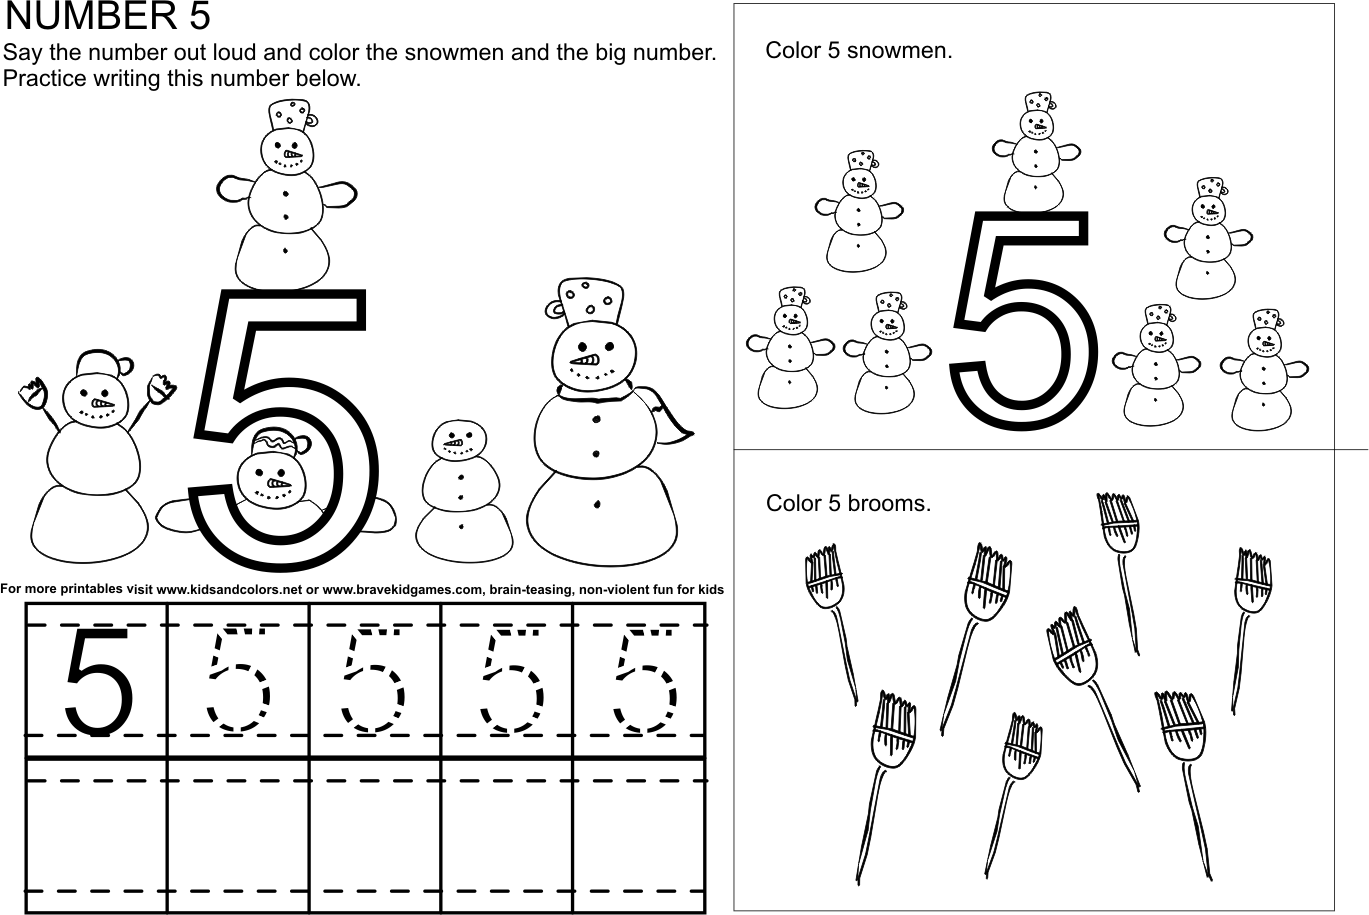 NUMBER 5
Say the number out loud and color the snowmen and the big number.
Practice writing this number below.
5
For more printables visit www.kidsandcolors.net or www.bravekidgames.com, brain-teasing, non-violent fun for kids
5 5 5 5 5
Color 5 snowmen.
5
Color 5 brooms.